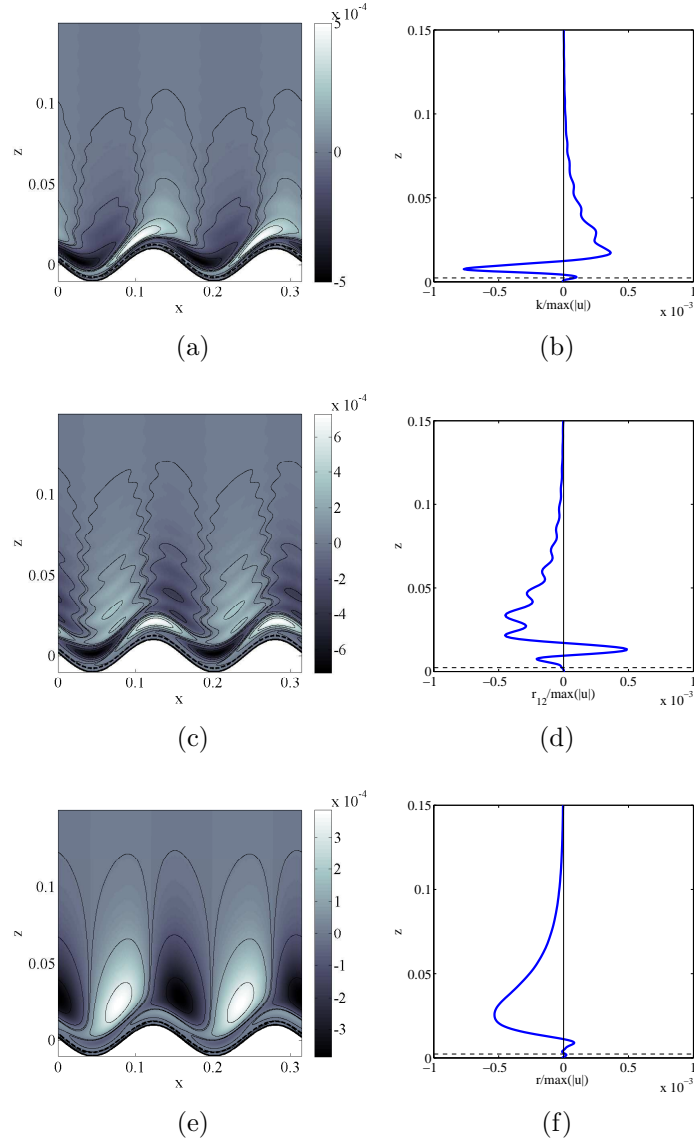 x 10⁻⁴
0.1
0.05
0
z
0
0.1
0.2
0.3
x
5
0
−5
(a)
0.15
0.1
0.05
0
z
−1
−0.5
0
0.5
1
k/max(|u|)
x 10⁻³
(b)
x 10⁻⁴
0.1
0.05
0
z
0
0.1
0.2
0.3
x
6
4
2
0
-2
-4
-6
(c)
0.15
0.1
0.05
0
z
−1
−0.5
0
0.5
1
r₁₂/max(|u|)
x 10⁻³
(d)
x 10⁻⁴
0.1
0.05
0
z
0
0.1
0.2
0.3
x
3
2
1
0
-1
-2
-3
(e)
0.15
0.1
0.05
0
z
−1
−0.5
0
0.5
1
r/max(|u|)
x 10⁻³
(f)